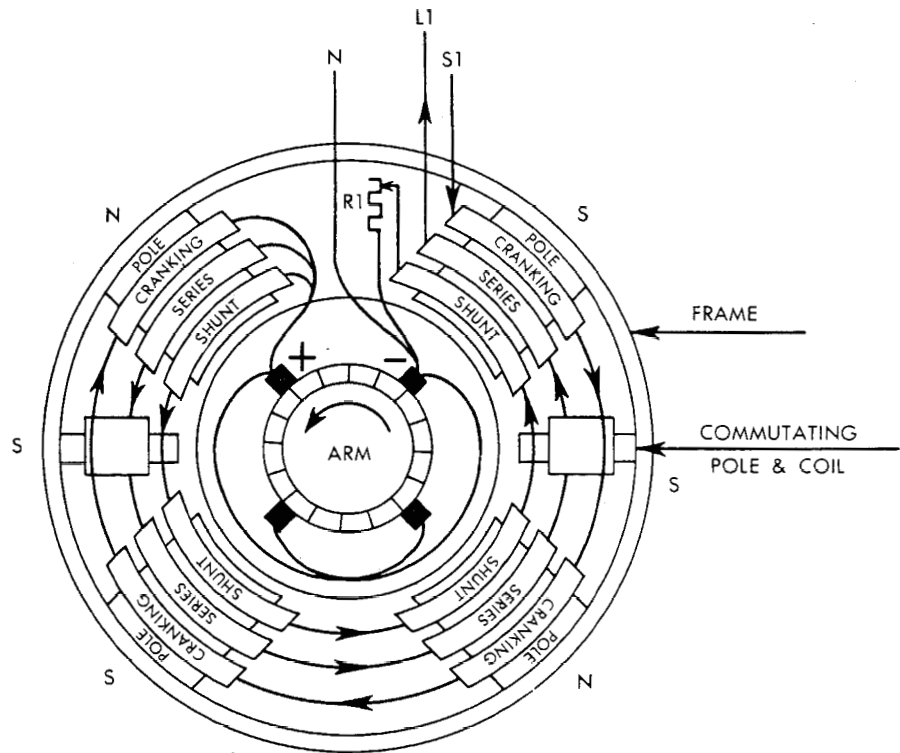 L1
N
S1
R1
N
S
POLE
CRANKING
SERIES
SHUNT
POLE
CRANKING
SERIES
SHUNT
FRAME
+
−
ARM
S
COMMUTATING
POLE & COIL
S
SHUNT
SERIES
CRANKING
POLE
SHUNT
SERIES
CRANKING
POLE
S
N